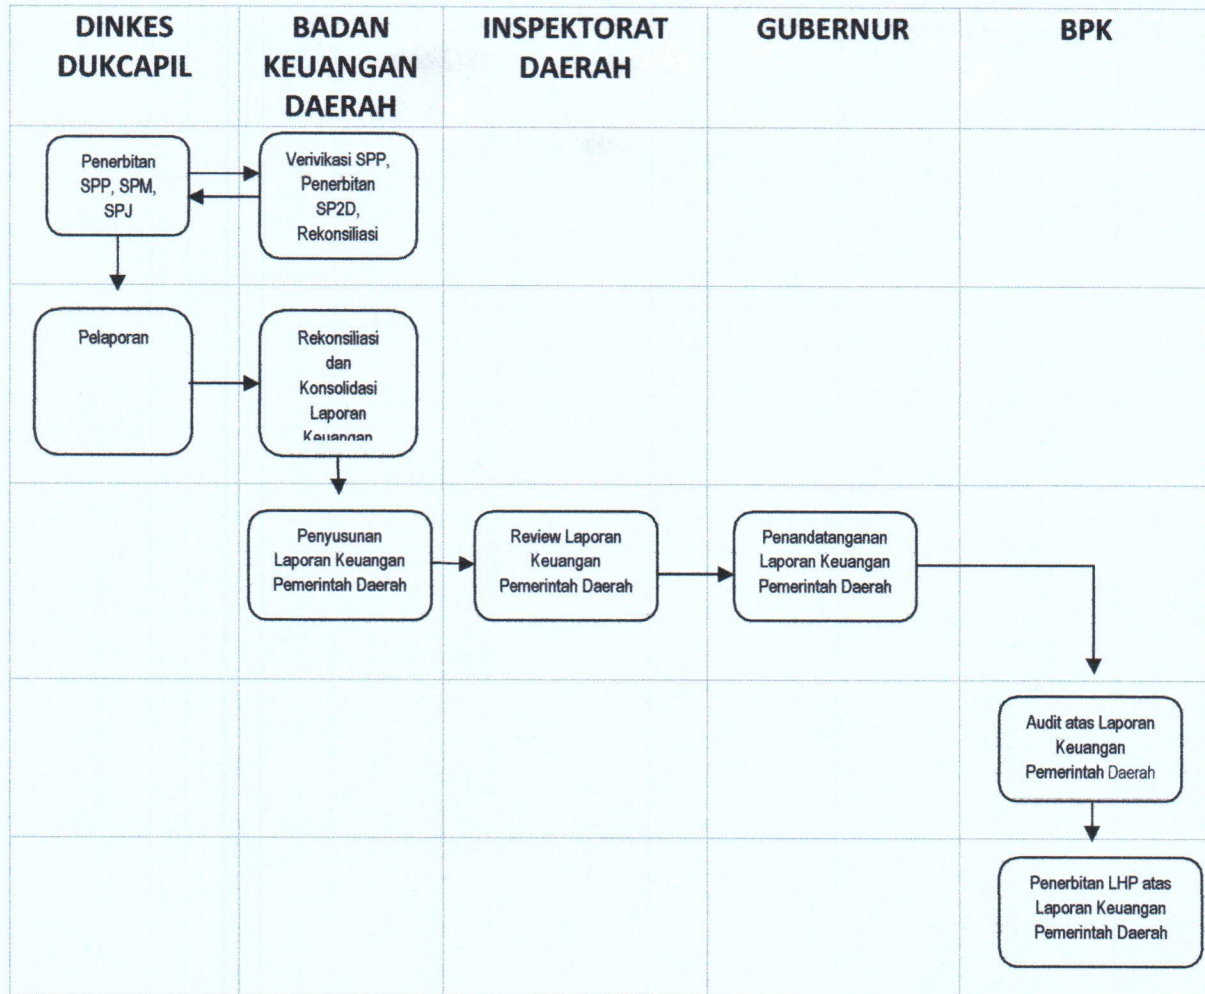 DINKES
DUKCAPIL
BADAN
KEUANGAN
DAERAH
INSPEKTORAT
DAERAH
GUBERNUR
BPK
Penerbitan
SPP, SPM,
SPJ
Verivikasi SPP,
Penerbitan
SP2D,
Rekonsiliasi
Pelaporan
Rekonsiliasi
dan
Konsolidasi
Laporan
Keuangan
Penyusunan
Laporan Keuangan
Pemerintah Daerah
Review Laporan
Keuangan
Pemerintah Daerah
Penandatanganan
Laporan Keuangan
Pemerintah Daerah
Audit atas Laporan
Keuangan
Pemerintah Daerah
Penerbitan LHP atas
Laporan Keuangan
Pemerintah Daerah